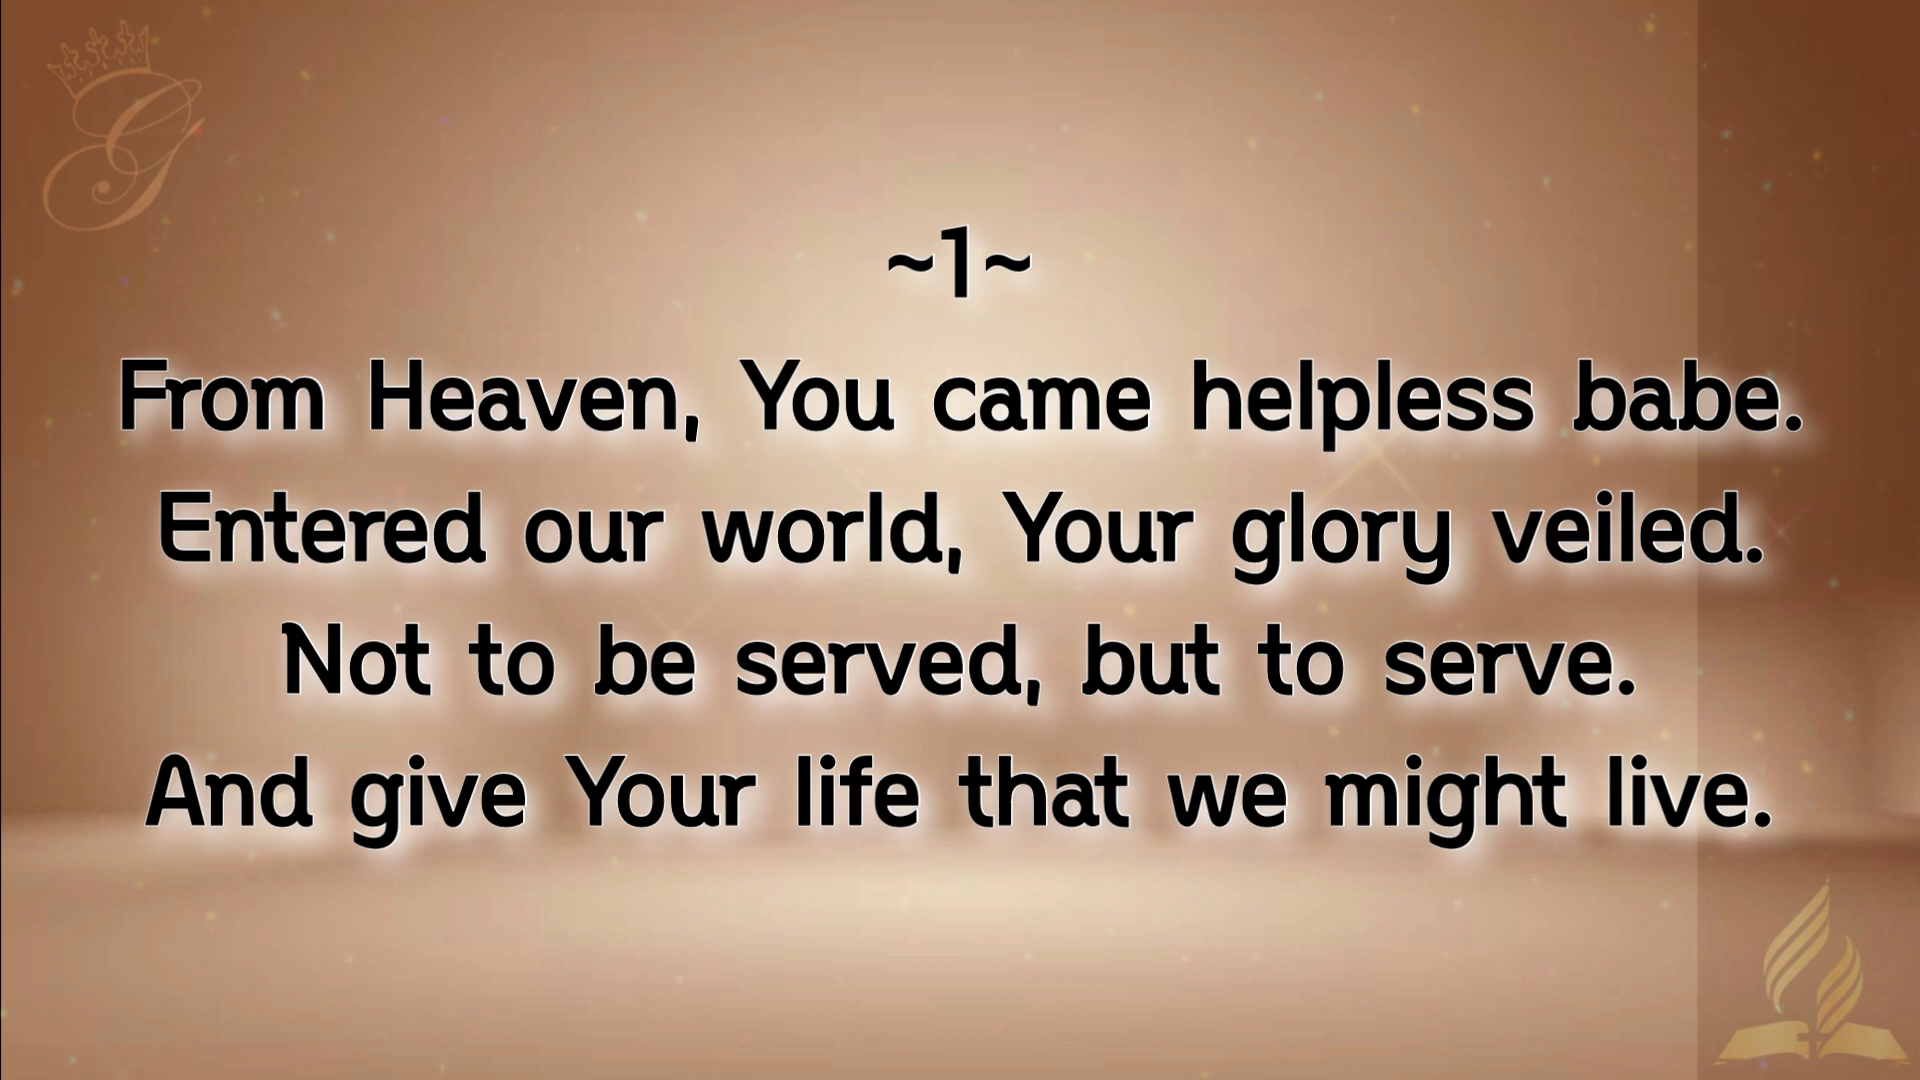 G
~1~
From Heaven, You came helpless babe.
Entered our world, Your glory veiled.
Not to be served, but to serve.
And give Your life that we might live.